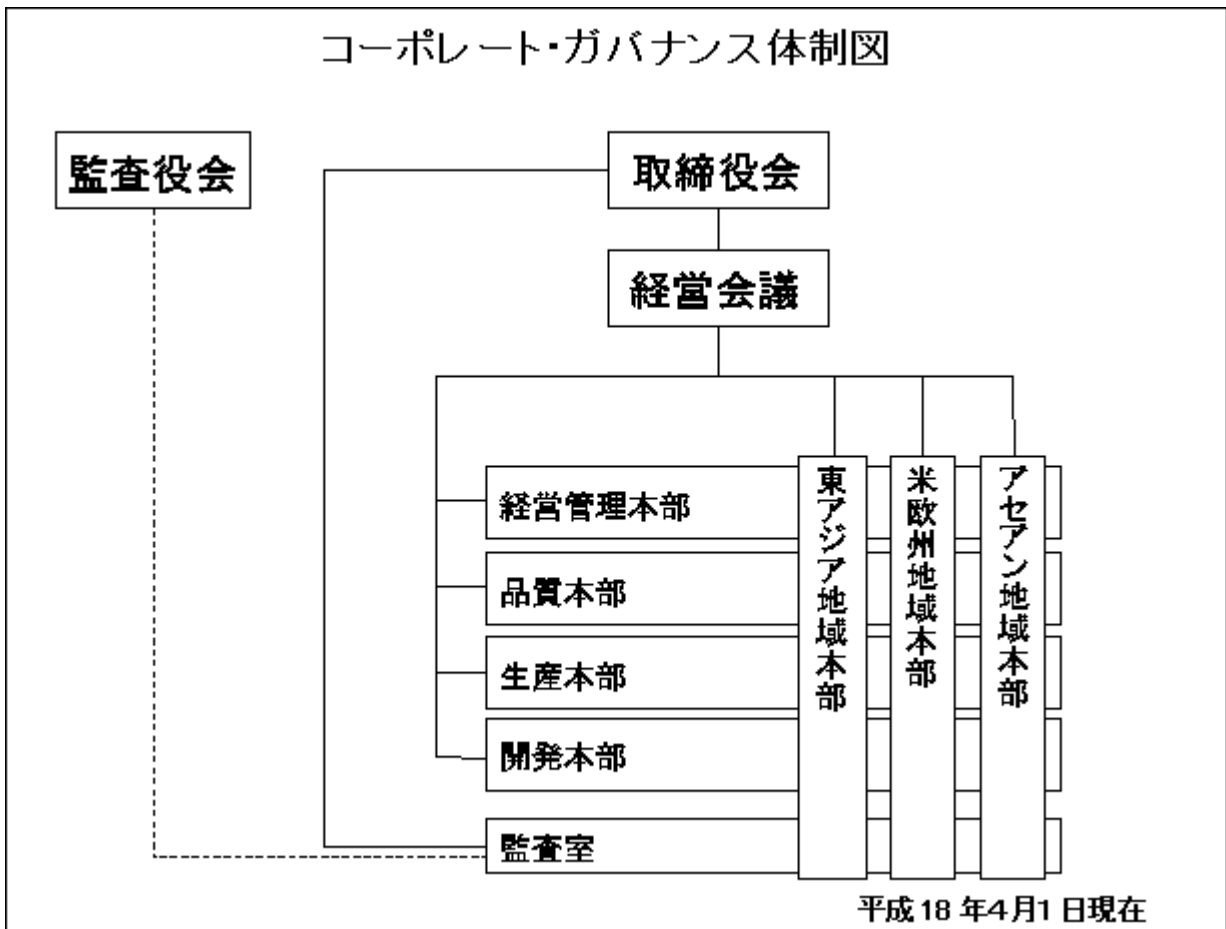 コーポレート・ガバナンス体制図
監査役会
取締役会
経営会議
東アジア地域本部
米欧州地域本部
アセアン地域本部
経営管理本部
品質本部
生産本部
開発本部
監査室
平成18年4月1日現在